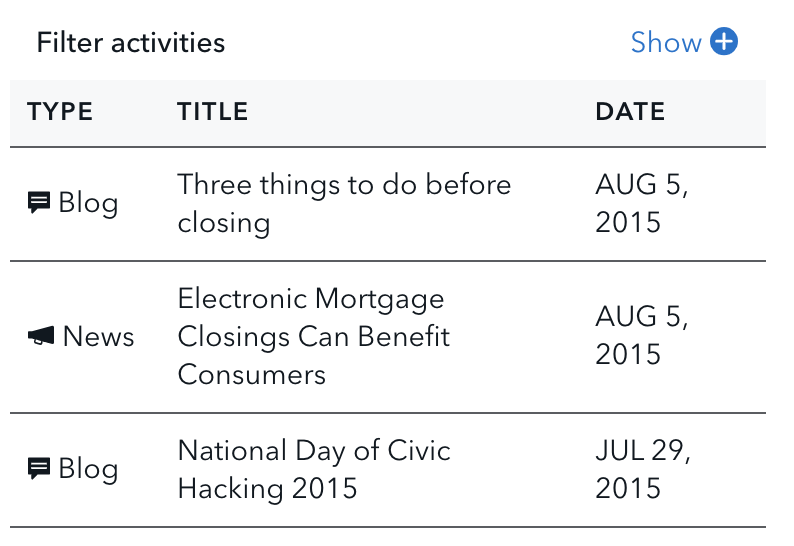 Filter activities Show
TYPE TITLE DATE
Blog Three things to do before closing AUG 5, 2015
News Electronic Mortgage Closings Can Benefit Consumers AUG 5, 2015
Blog National Day of Civic Hacking 2015 JUL 29, 2015